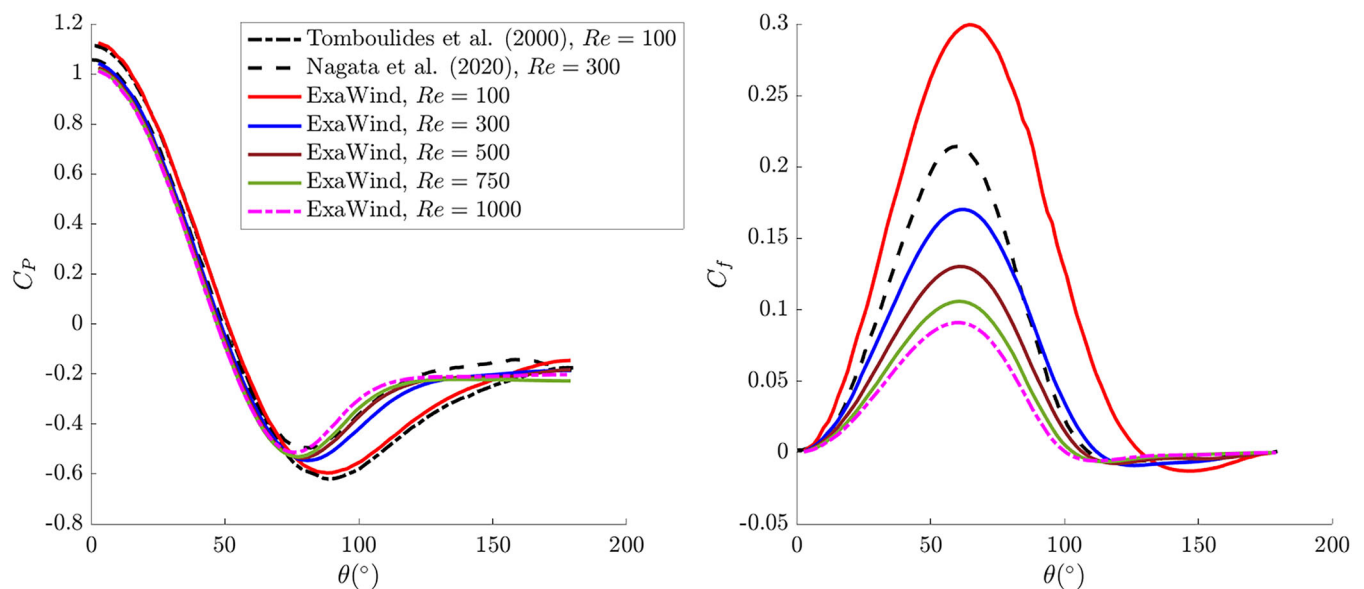 1.2
1
0.8
0.6
0.4
0.2
0
-0.2
-0.4
-0.6
-0.8
C_P
0 50 100 150 200
θ(°)
Tomboulides et al. (2000), Re = 100
Nagata et al. (2020), Re = 300
ExaWind, Re = 100
ExaWind, Re = 300
ExaWind, Re = 500
ExaWind, Re = 750
ExaWind, Re = 1000
0.3
0.25
0.2
0.15
0.1
0.05
0
-0.05
C_f
0 50 100 150 200
θ(°)